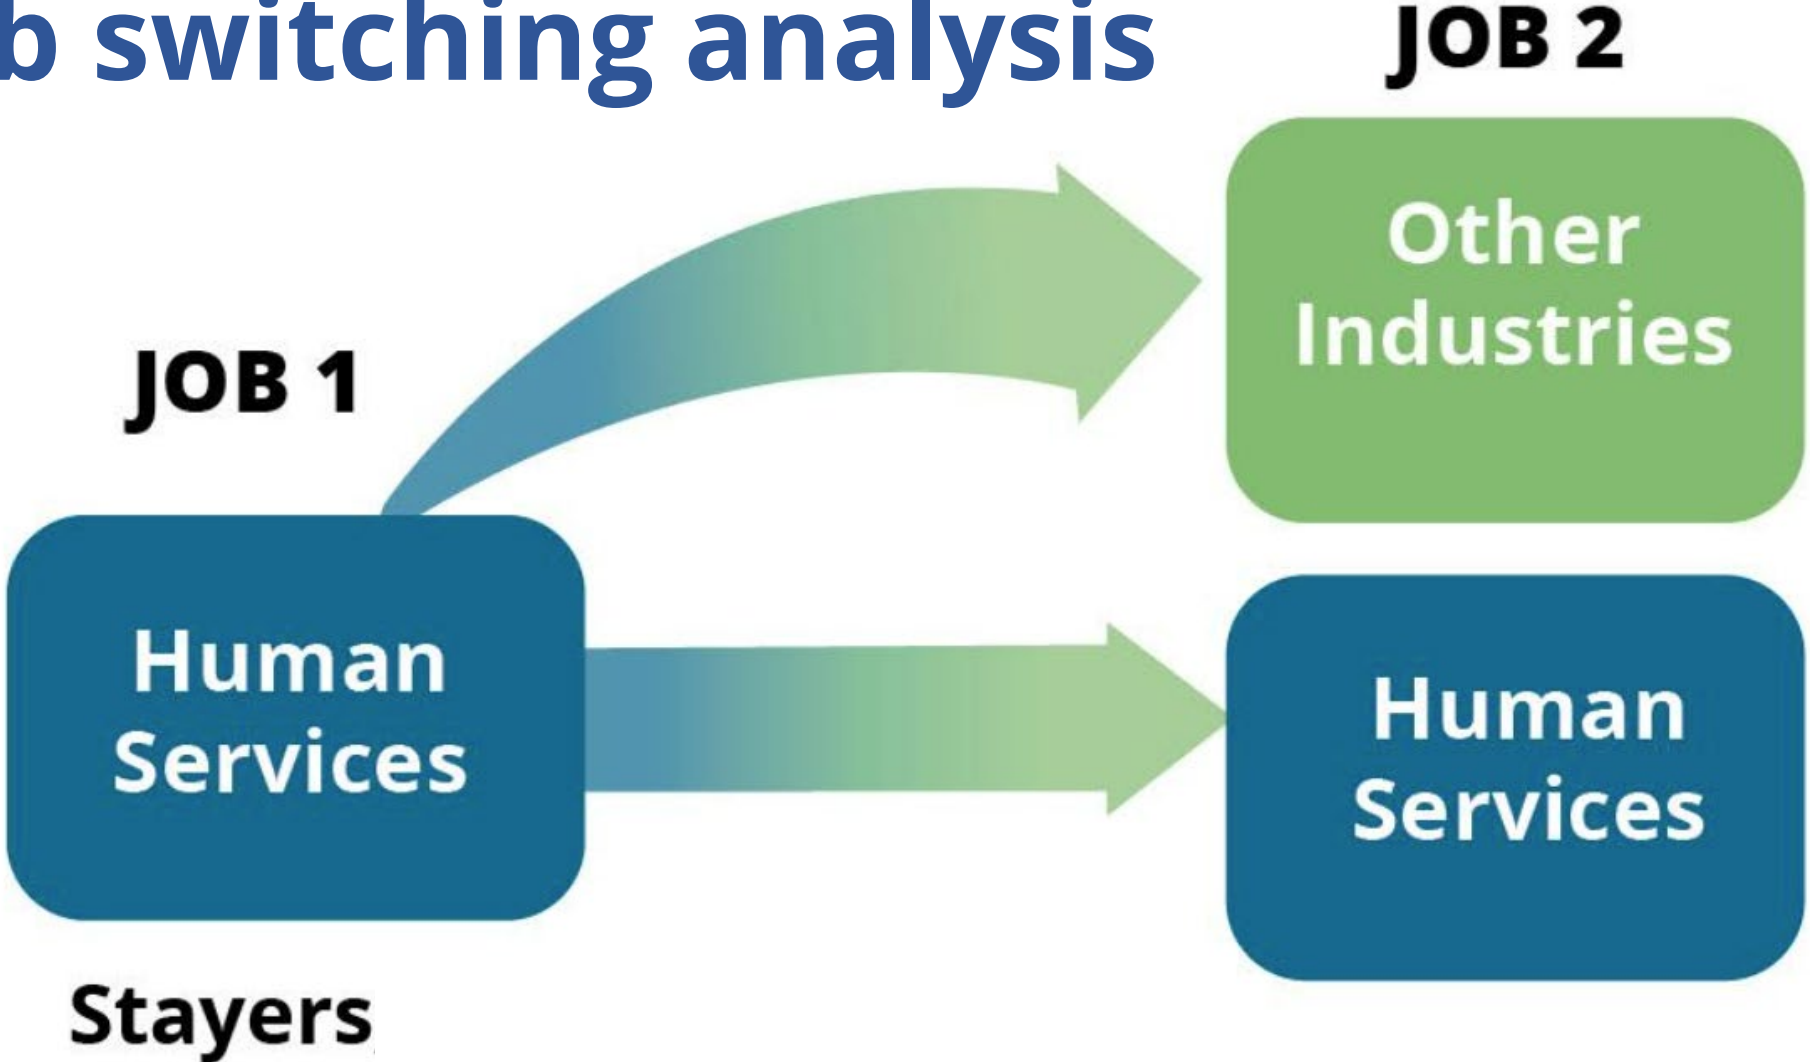 b switching analysis
JOB 2
Other
Industries
JOB 1
Human
Services
Human
Services
Stayers